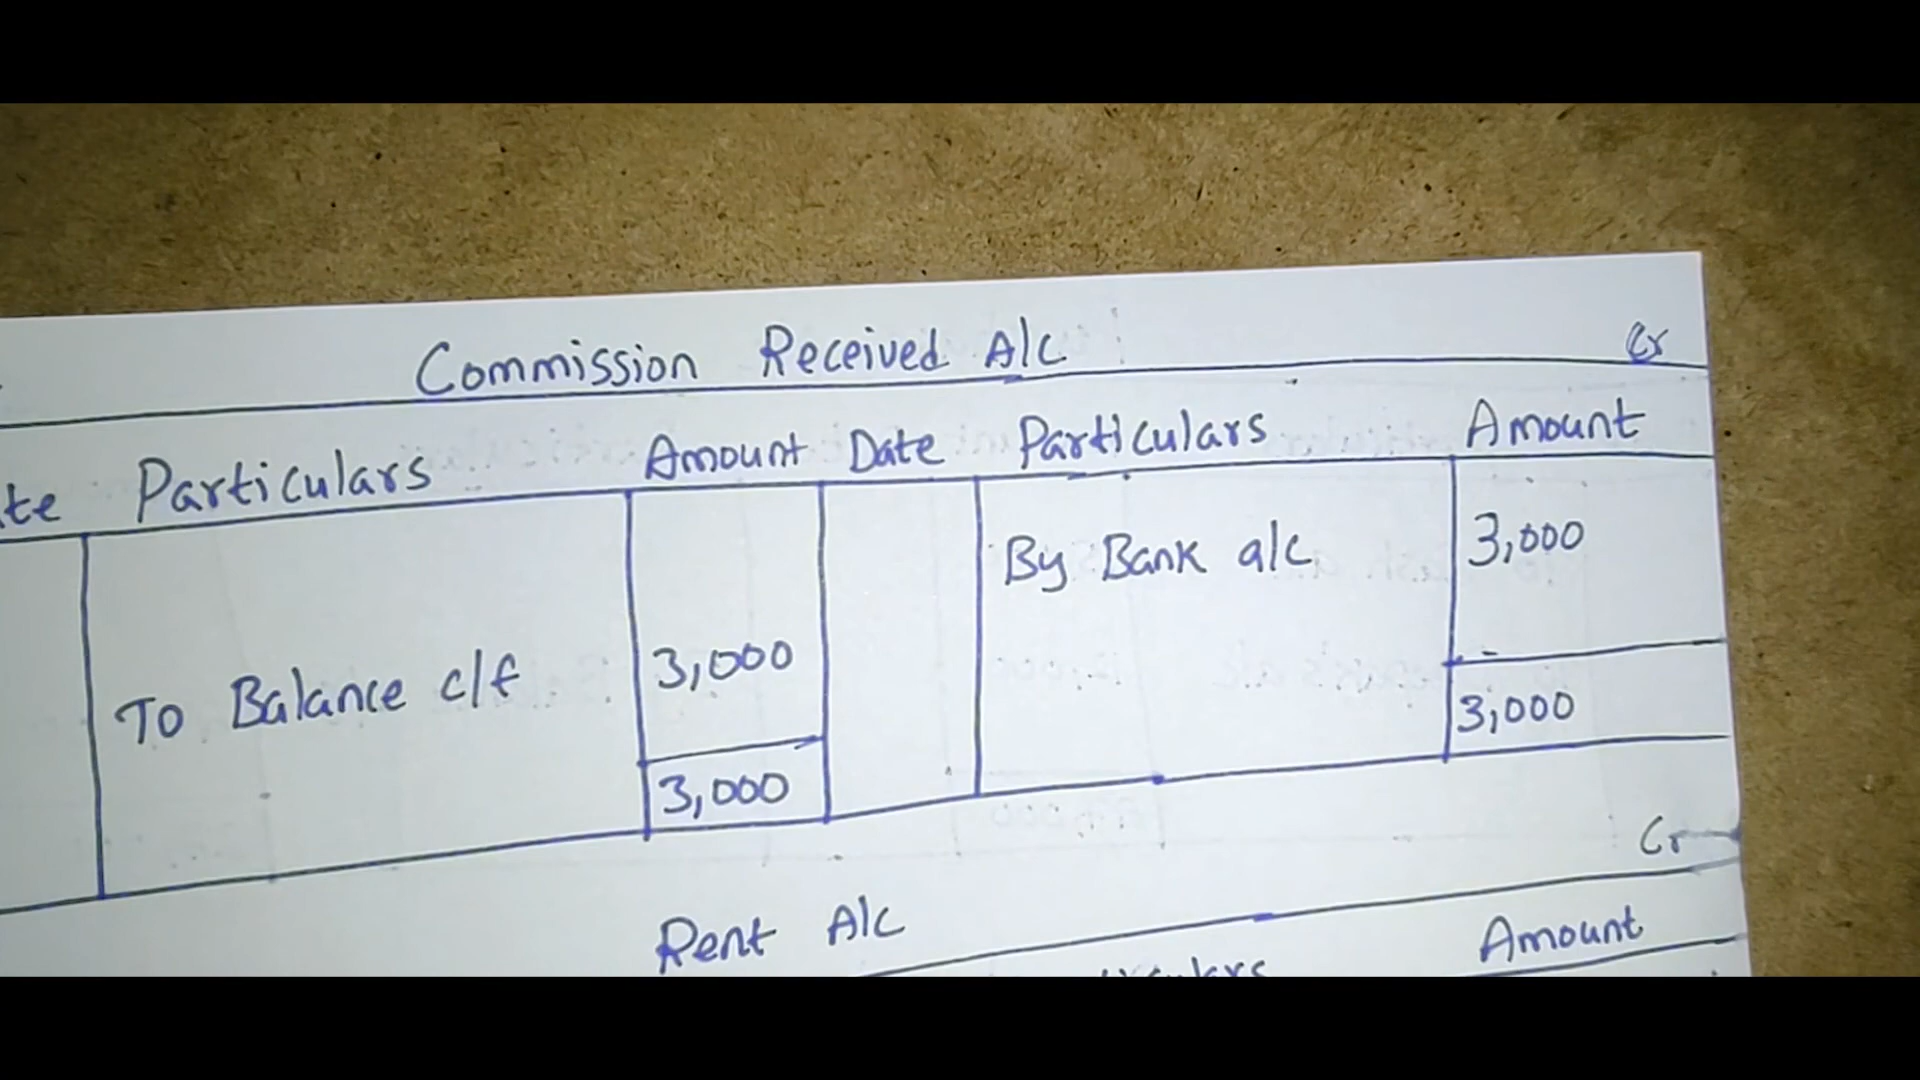 Commission Received A/c Cr
te Particulars Amount Date Particulars Amount
By Bank a/c 3,000
To Balance c/f 3,000
3,000
3,000
Cr
Rent A/c
Amount